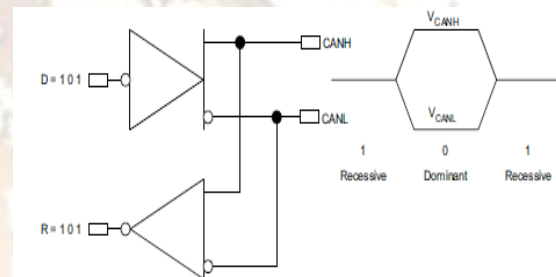 D = 1 0 1
CANH
CANL
R = 1 0 1
VCANH
VCANL
1 0 1
Recessive Dominant Recessive